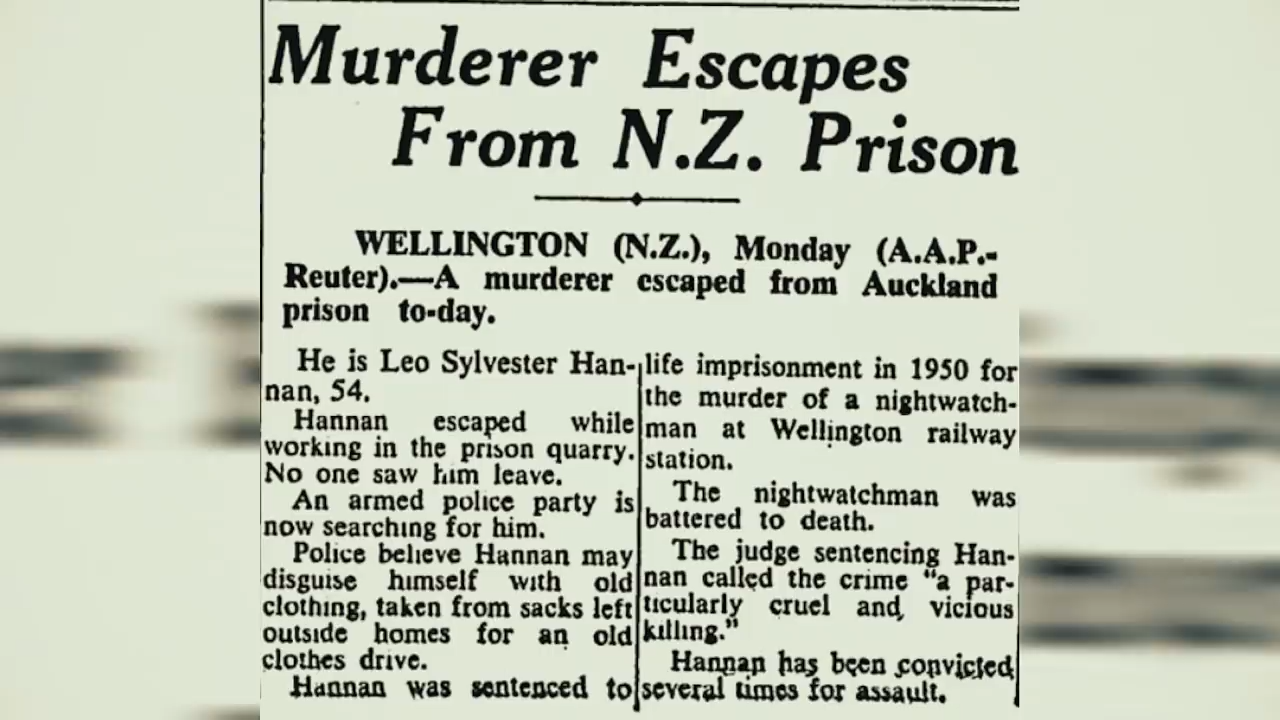 Murderer Escapes
From N.Z. Prison
WELLINGTON (N.Z.), Monday (A.A.P.-
Reuter).—A murderer escaped from Auckland
prison to-day.
He is Leo Sylvester Han-
nan, 54.
Hannan escaped while
working in the prison quarry.
No one saw him leave.
An armed police party is
now searching for him.
Police believe Hannan may
disguise himself with old
clothing, taken from sacks left
outside homes for an old
clothes drive.
Hannan was sentenced to
life imprisonment in 1950 for
the murder of a nightwatch-
man at Wellington railway
station.
The nightwatchman was
battered to death.
The judge sentencing Han-
nan called the crime "a par-
ticularly cruel and vicious
killing."
Hannan has been convicted
several times for assault.